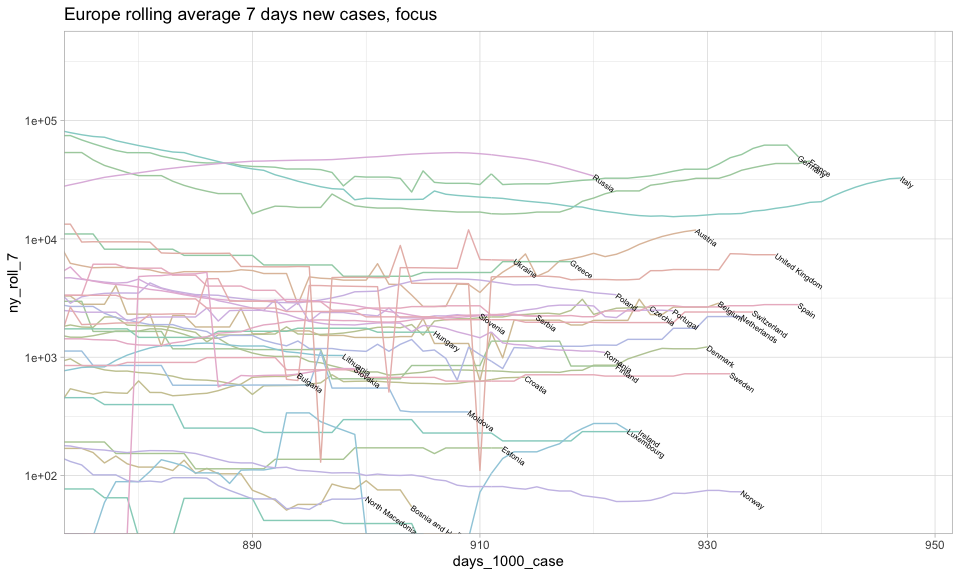 Europe rolling average 7 days new cases, focus
ny_roll_7
1e+05
1e+04
1e+03
1e+02
Germany
France
Russia
Italy
Austria
Ukraina
Greece
United Kingdom
Poland
Spain
Czechia
Portugal
Belgium
Netherlands
Switzerland
Slovenia
Serbia
Hungary
Romania
Finland
Denmark
Sweden
Lithuania
Slovakia
Bulgaria
Croatia
Moldova
Estonia
Ireland
Luxembourg
North Macedonia
Norway
890
910
930
950
days_1000_case